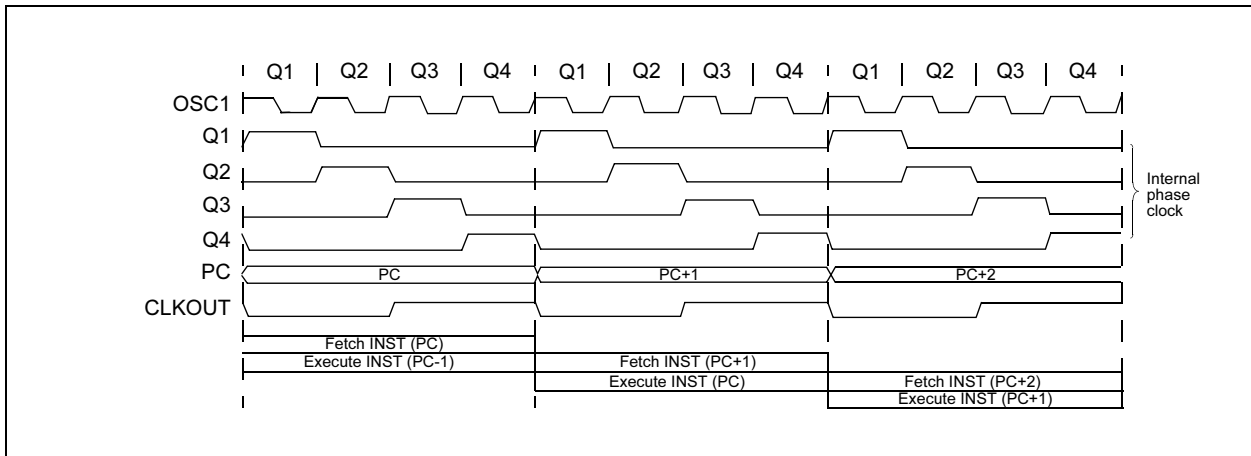 Q1 | Q2 | Q3 | Q4 | Q1 | Q2 | Q3 | Q4 | Q1 | Q2 | Q3 | Q4
OSC1
Q1
Q2
Q3
Q4
Internal
phase
clock
PC
PC PC+1 PC+2
CLKOUT
Fetch INST (PC)
Execute INST (PC-1) Fetch INST (PC+1)
Execute INST (PC) Fetch INST (PC+2)
Execute INST (PC+1)